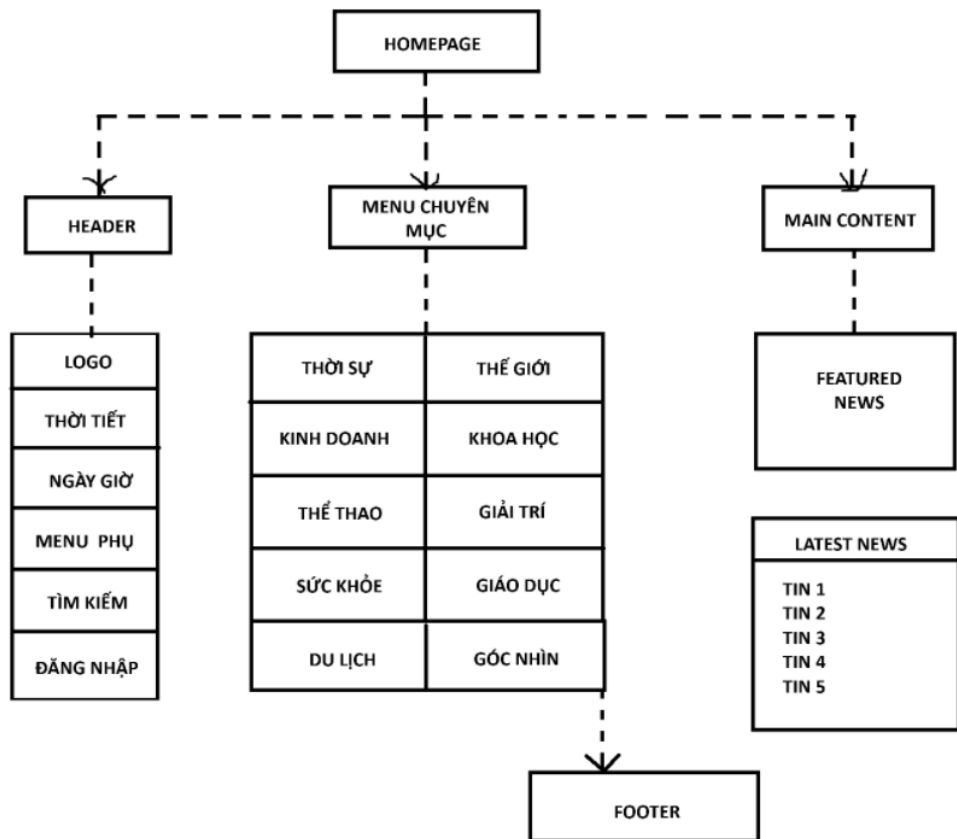 HOMEPAGE
HEADER
MENU CHUYÊN
MỤC
MAIN CONTENT
LOGO
THỜI TIẾT
NGÀY GIỜ
MENU PHỤ
TÌM KIẾM
ĐĂNG NHẬP
THỜI SỰ
THẾ GIỚI
KINH DOANH
KHOA HỌC
THỂ THAO
GIẢI TRÍ
SỨC KHỎE
GIÁO DỤC
DU LỊCH
GÓC NHÌN
FEATURED
NEWS
LATEST NEWS
TIN 1
TIN 2
TIN 3
TIN 4
TIN 5
FOOTER